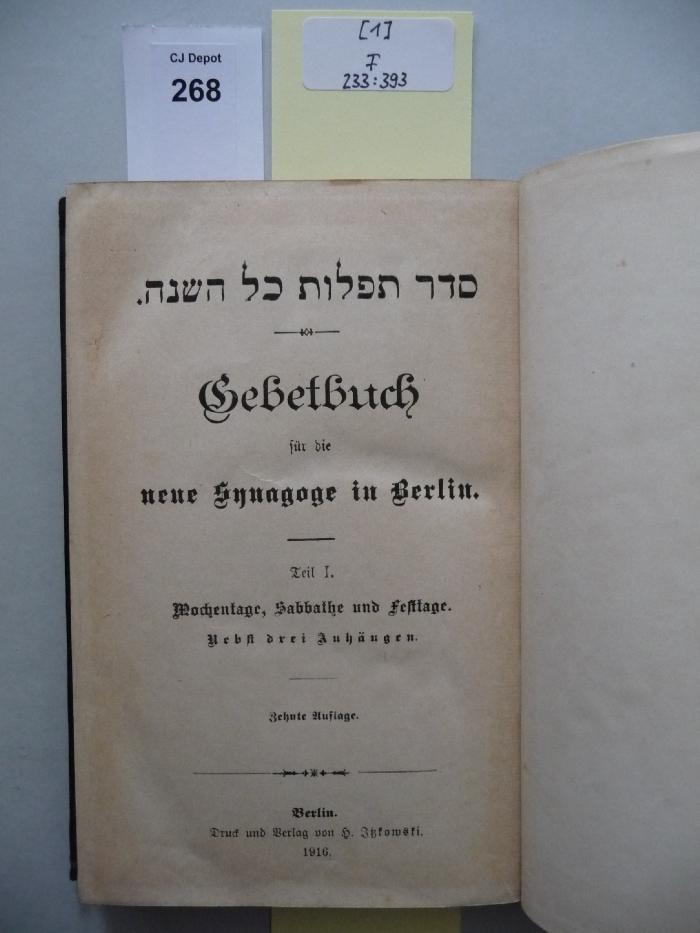 CJ Depot
268
[1]
F
233:393
סדר תפלות כל השנה.
Gebetbuch
für die
neue Synagoge in Berlin.
Teil I.
Wochentage, Sabbathe und Festtage.
Nebst drei Anhängen.
Zehnte Auflage.
Berlin.
Druck und Verlag von H. Itzkowski.
1916.